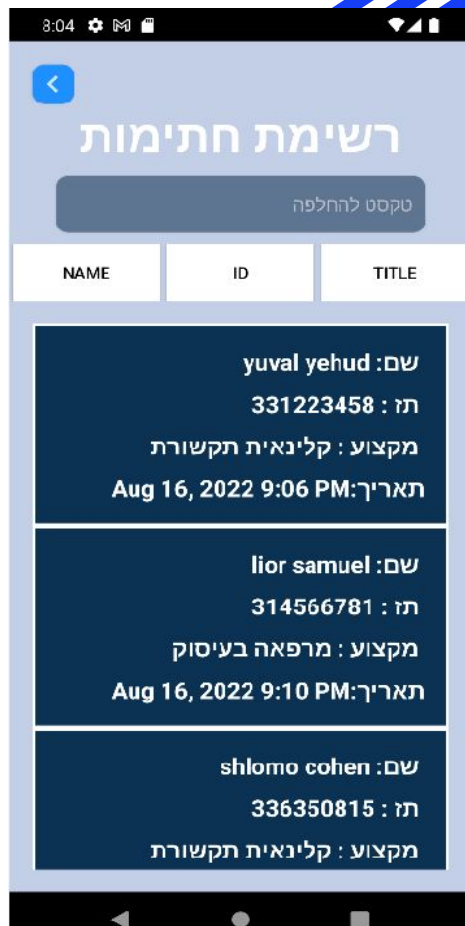 8:04
רשימת חתימות
טקסט להחלפה
NAME ID TITLE
שם: yuval yehud
תז : 331223458
מקצוע : קלינאית תקשורת
תאריך:Aug 16, 2022 9:06 PM
שם: lior samuel
תז : 314566781
מקצוע : מרפאה בעיסוק
תאריך:Aug 16, 2022 9:10 PM
שם: shlomo cohen
תז : 336350815
מקצוע : קלינאית תקשורת